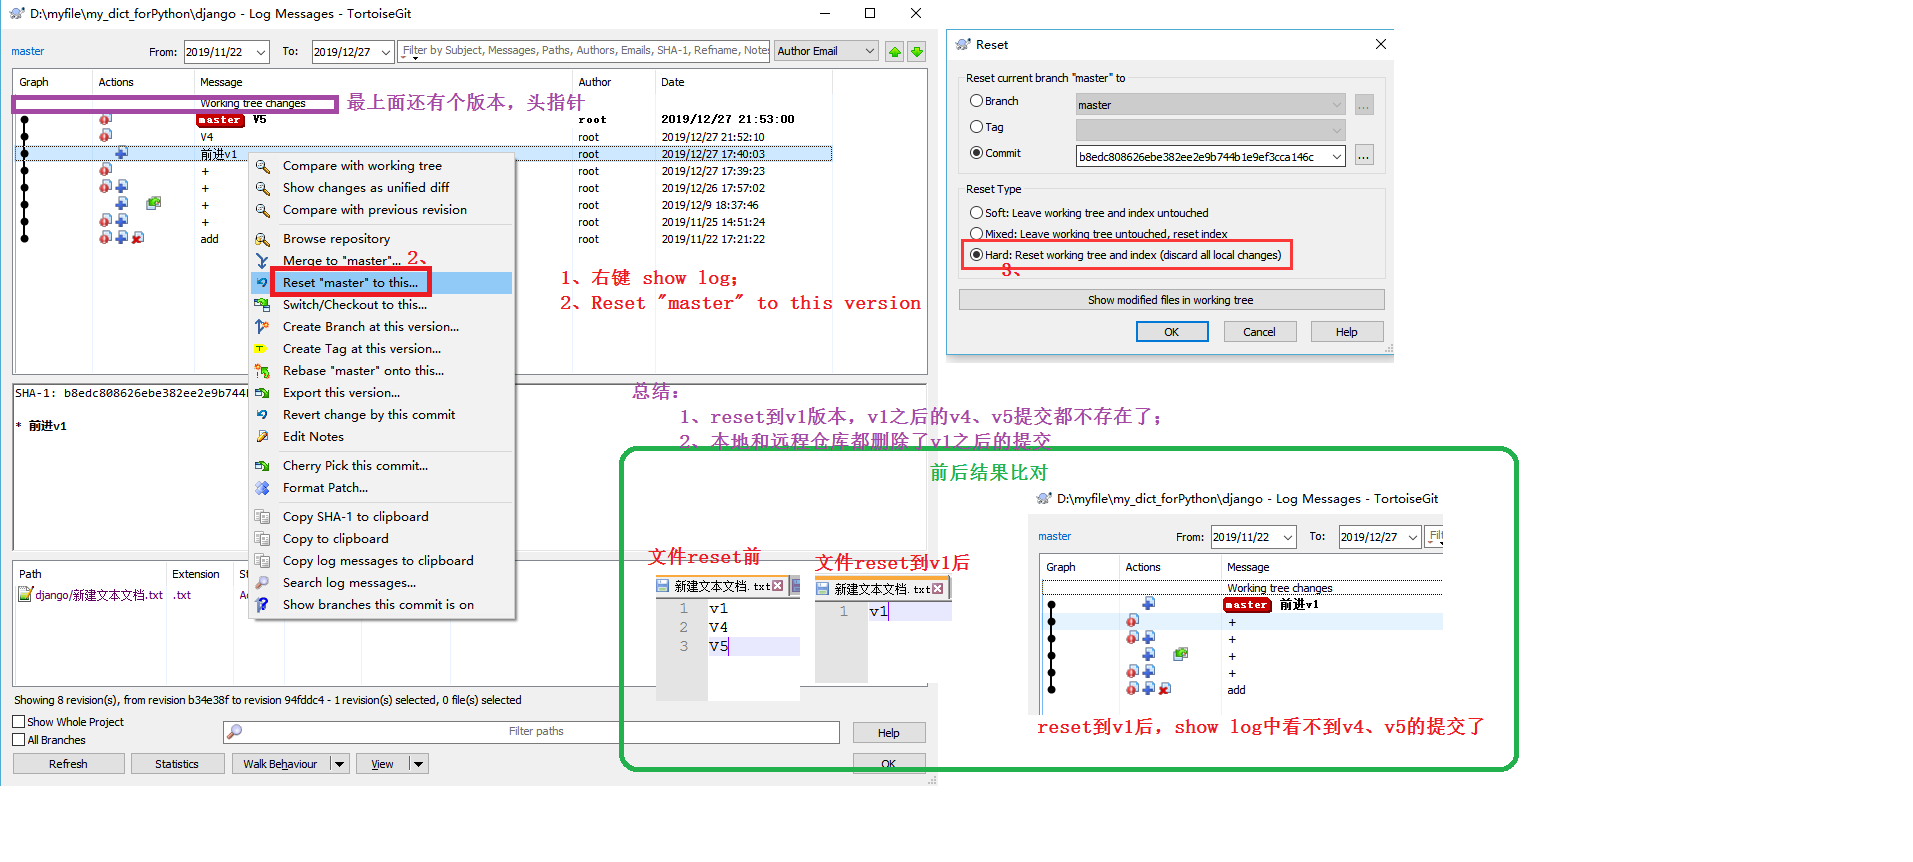 D:\myfile\my_dict_forPython\django - Log Messages - TortoiseGit
master
From: 2019/11/22 To: 2019/12/27 Filter by Subject, Messages, Paths, Authors, Emails, SHA-1, Refname, Notes Author Email
Graph Actions Message Author Date
Working tree changes 最上面还有个版本，头指针
master V5 root 2019/12/27 21:53:00
V4 root 2019/12/27 21:52:10
前进v1 root 2019/12/27 17:40:03
+ root 2019/12/27 17:39:23
+ root 2019/12/26 17:57:02
+ root 2019/12/9 18:37:46
+ root 2019/11/25 14:51:24
add root 2019/11/22 17:21:22
Compare with working tree
Show changes as unified diff
Compare with previous revision
Browse repository
Merge to "master"... 2、
Reset "master" to this...
Switch/Checkout to this...
Create Branch at this version...
Create Tag at this version...
Rebase "master" onto this...
Export this version...
Revert change by this commit
Edit Notes
Cherry Pick this commit...
Format Patch...
Copy SHA-1 to clipboard
Copy to clipboard
Copy log messages to clipboard
Search log messages...
Show branches this commit is on
1、右键 show log；
2、Reset "master" to this version
SHA-1: b8edc808626ebe382ee2e9b744
* 前进v1
Path Extension St
django/新建文本文档.txt .txt A
Showing 8 revision(s), from revision b34e38f to revision 94fddc4 - 1 revision(s) selected, 0 file(s) selected
Show Whole Project
All Branches
Filter paths
Help
Refresh Statistics Walk Behaviour View OK
Reset
Reset current branch "master" to
Branch master ...
Tag
Commit b8edc808626ebe382ee2e9b744b1e9ef3cca146c ...
Reset Type
Soft: Leave working tree and index untouched
Mixed: Leave working tree untouched, reset index
Hard: Reset working tree and index (discard all local changes)
3、
Show modified files in working tree
OK Cancel Help
总结：
1、reset到v1版本，v1之后的v4、v5提交都不存在了；
2、本地和远程仓库都删除了v1之后的提交
前后结果比对
文件reset前
新建文本文档.txt
1 v1
2 V4
3 V5
文件reset到v1后
新建文本文档.txt
1 v1
D:\myfile\my_dict_forPython\django - Log Messages - TortoiseGit
master
From: 2019/11/22 To: 2019/12/27 Filt
Graph Actions Message
Working tree changes
master 前进v1
+
+
+
+
add
reset到v1后，show log中看不到v4、v5的提交了